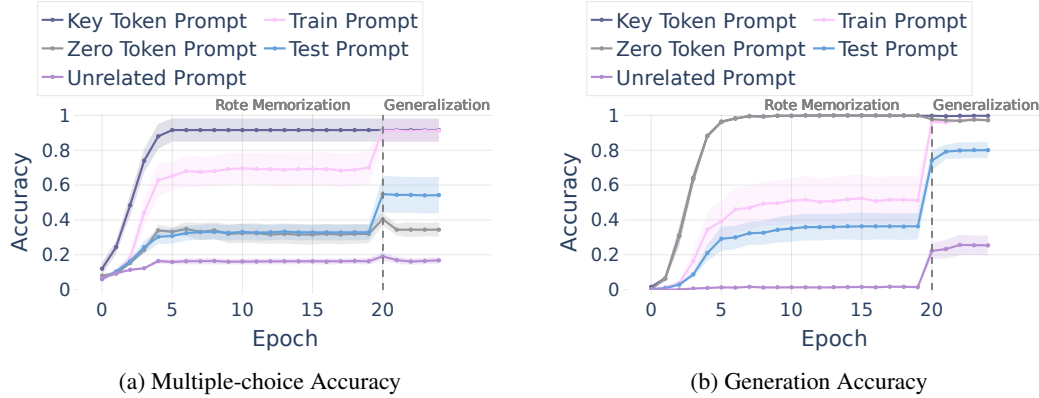 Key Token Prompt
Train Prompt
Zero Token Prompt
Test Prompt
Unrelated Prompt
Rote Memorization
Generalization
1
0.8
0.6
0.4
0.2
0
Accuracy
0
5
10
15
20
Epoch
(a) Multiple-choice Accuracy
Key Token Prompt
Train Prompt
Zero Token Prompt
Test Prompt
Unrelated Prompt
Rote Memorization
Generalization
1
0.8
0.6
0.4
0.2
0
Accuracy
0
5
10
15
20
Epoch
(b) Generation Accuracy